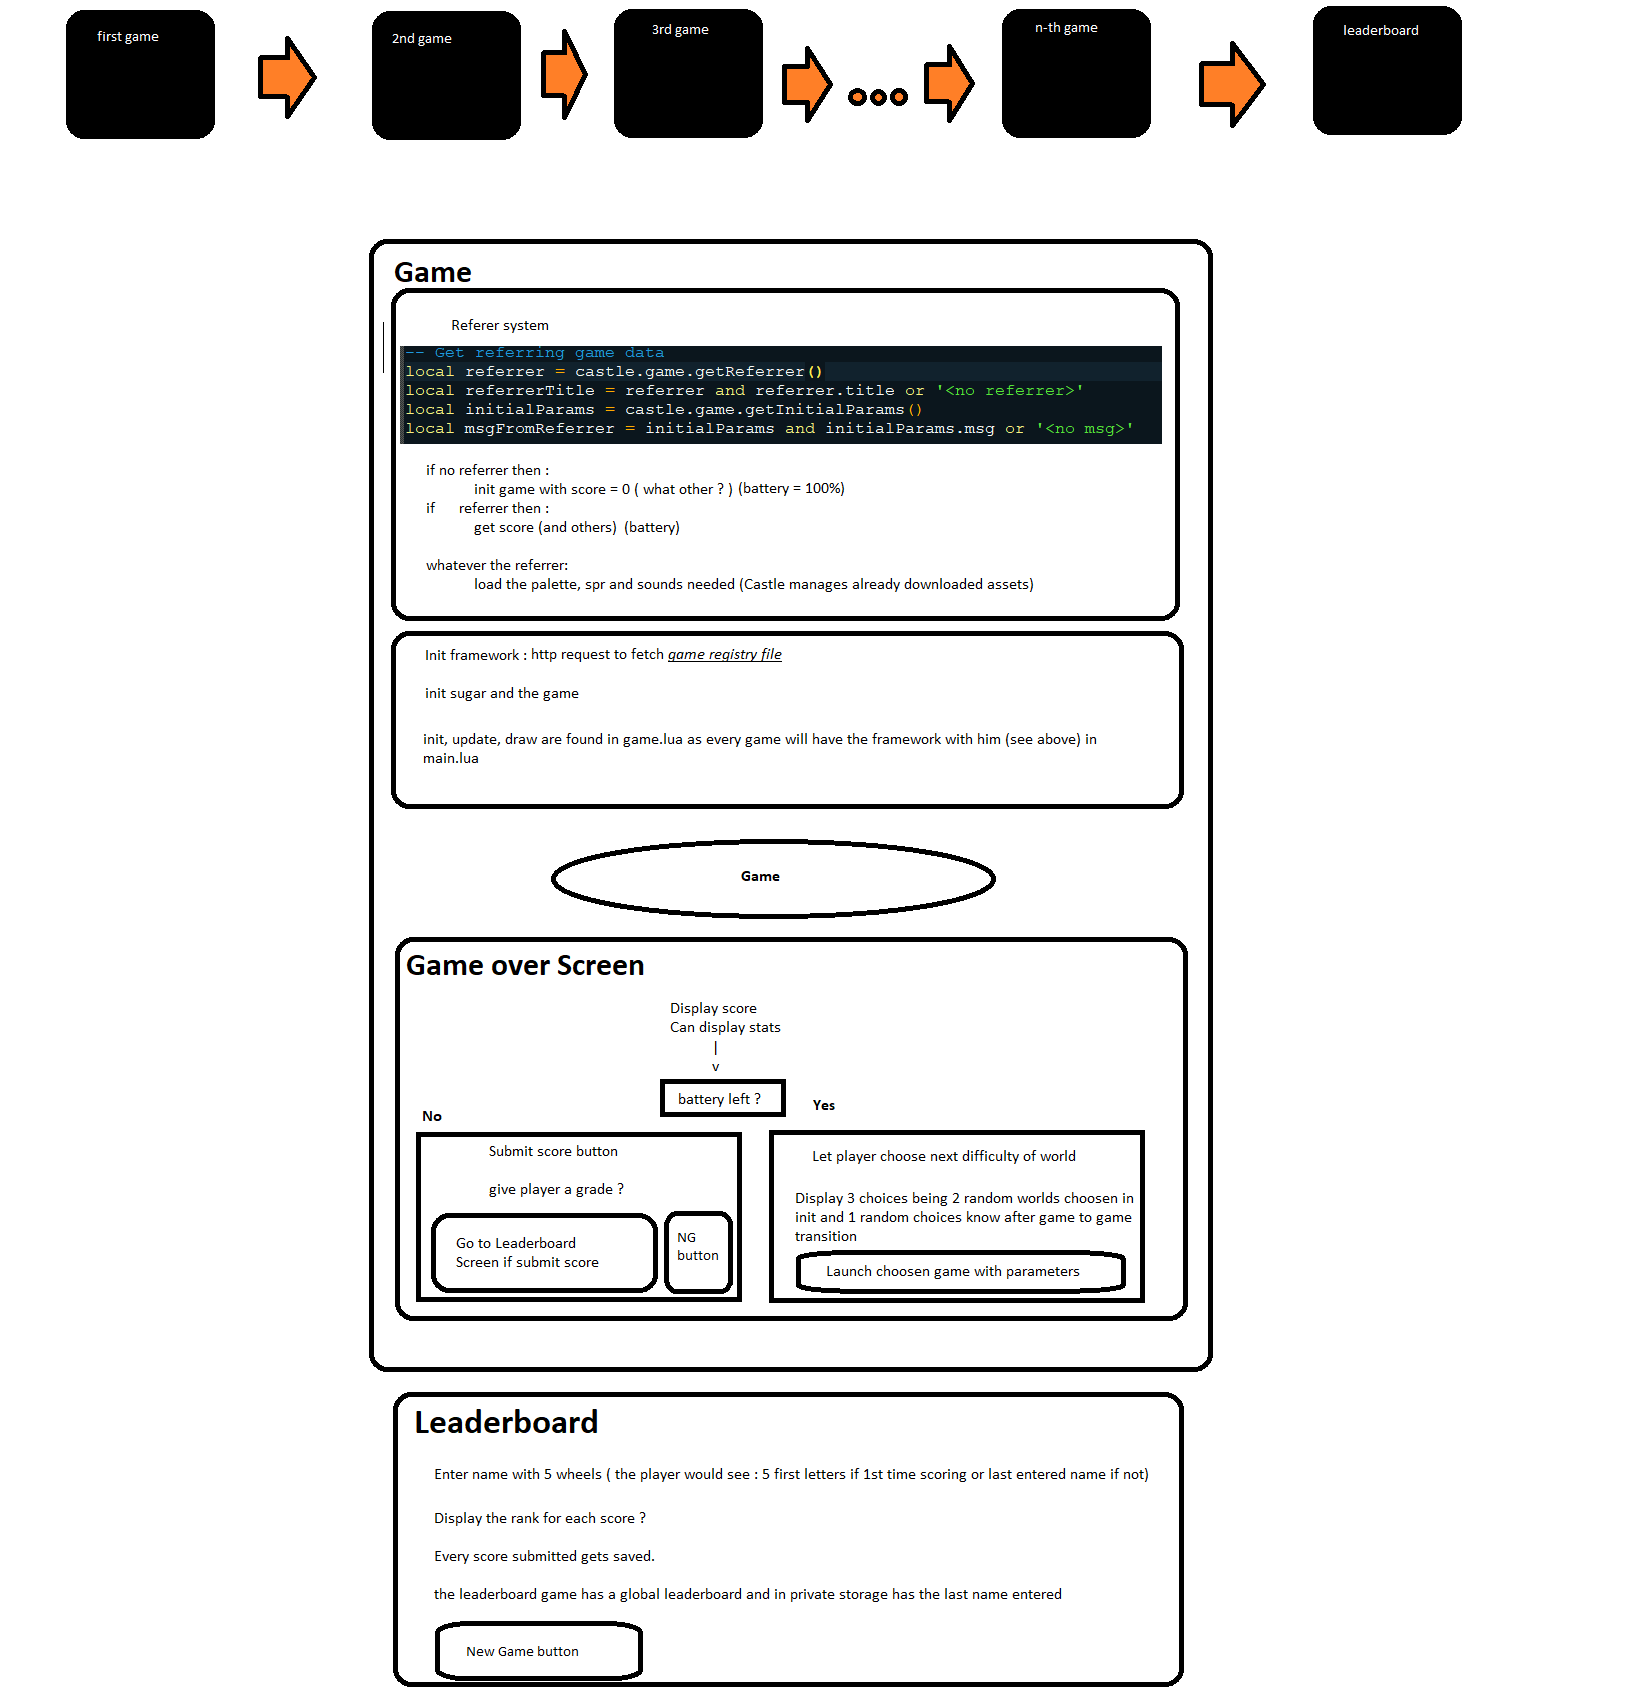 first game
2nd game
3rd game
n-th game
leaderboard
Game
Referer system
-- Get referring game data
local referrer = castle.game.getReferrer()
local referrerTitle = referrer and referrer.title or '<no referrer>'
local initialParams = castle.game.getInitialParams()
local msgFromReferrer = initialParams and initialParams.msg or '<no msg>'
if no referrer then :
init game with score = 0 ( what other ? ) (battery = 100%)
if referrer then :
get score (and others) (battery)
whatever the referrer:
load the palette, spr and sounds needed (Castle manages already downloaded assets)
Init framework : http request to fetch game registry file
init sugar and the game
init, update, draw are found in game.lua as every game will have the framework with him (see above) in
main.lua
Game
Game over Screen
Display score
Can display stats
|
v
battery left ?
No
Yes
Submit score button
give player a grade ?
Go to Leaderboard
Screen if submit score
NG
button
Let player choose next difficulty of world
Display 3 choices being 2 random worlds choosen in
init and 1 random choices know after game to game
transition
Launch choosen game with parameters
Leaderboard
Enter name with 5 wheels ( the player would see : 5 first letters if 1st time scoring or last entered name if not)
Display the rank for each score ?
Every score submitted gets saved.
the leaderboard game has a global leaderboard and in private storage has the last name entered
New Game button